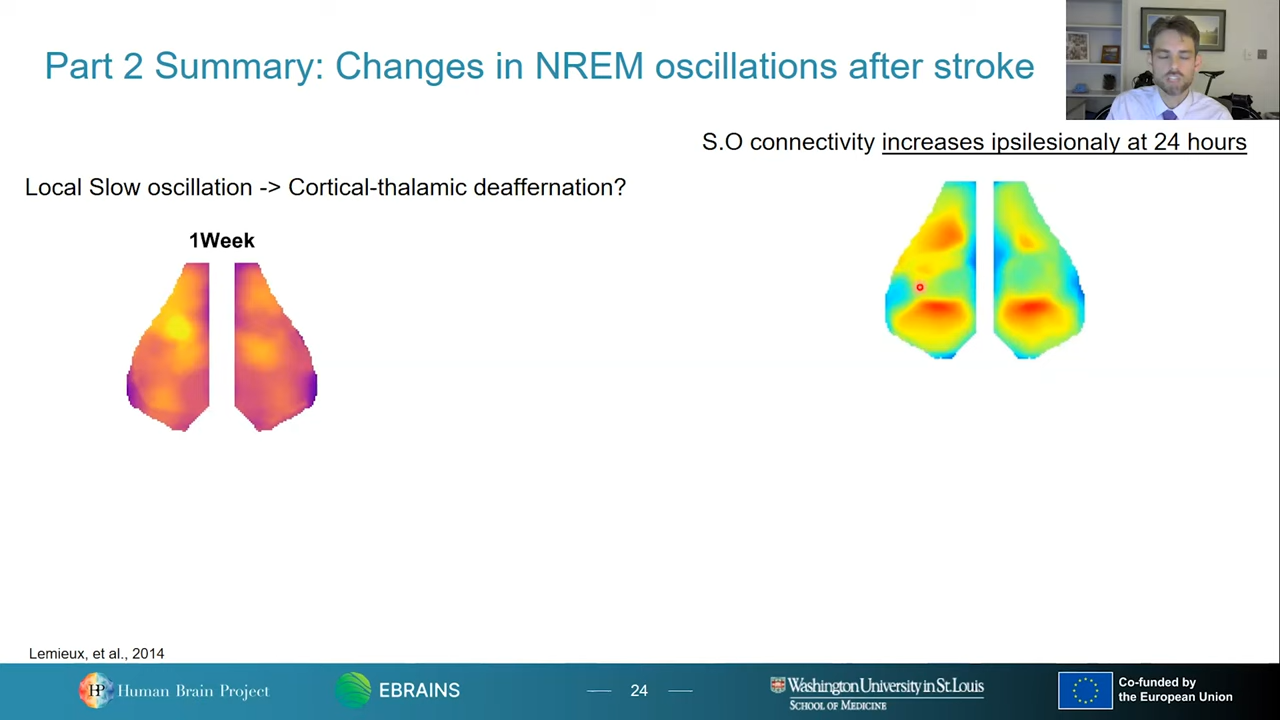 Part 2 Summary: Changes in NREM oscillations after stroke
S.O connectivity increases ipsilesionaly at 24 hours
Local Slow oscillation -> Cortical-thalamic deaffernation?
1Week
Lemieux, et al., 2014
HP Human Brain Project
EBRAINS
24
Washington University in St. Louis
SCHOOL OF MEDICINE
Co-funded by
the European Union